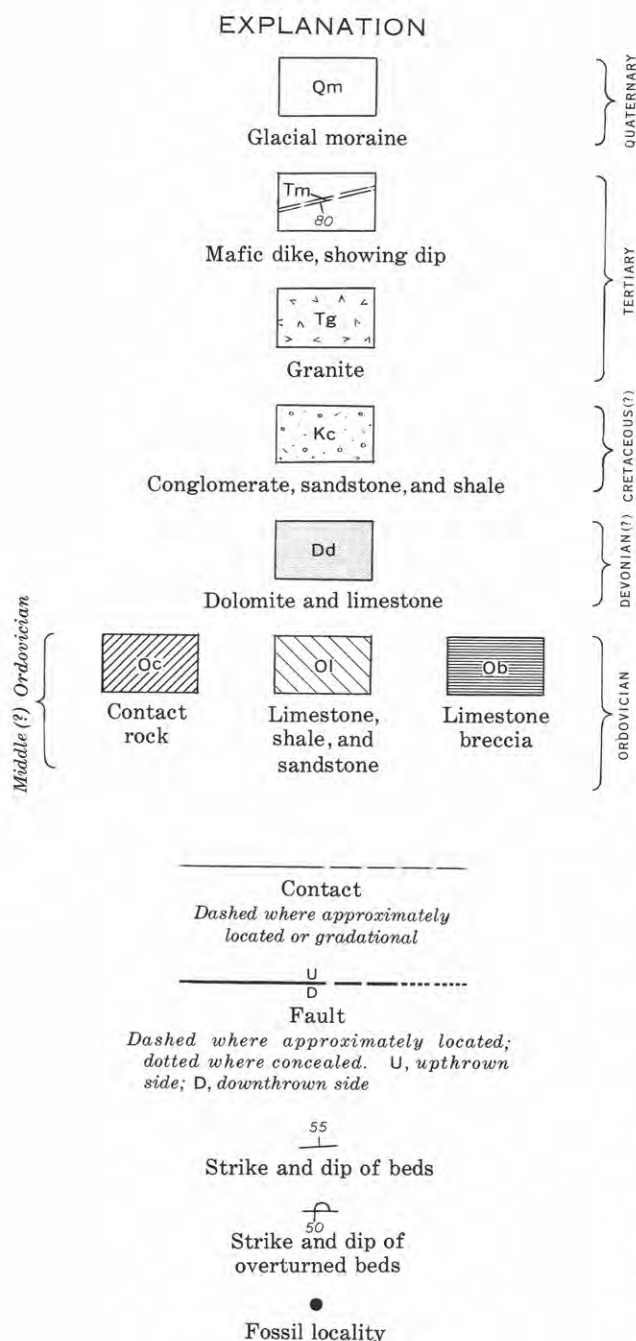 EXPLANATION
Qm
Glacial moraine
QUATERNARY
Tm
80
Mafic dike, showing dip
Tg
Granite
TERTIARY
Kc
Conglomerate, sandstone, and shale
CRETACEOUS(?)
Dd
Dolomite and limestone
DEVONIAN(?)
Middle (?) Ordovician
Oc
Contact
rock
Ol
Limestone,
shale, and
sandstone
Ob
Limestone
breccia
ORDOVICIAN
Contact
Dashed where approximately
located or gradational
U
D
Fault
Dashed where approximately located;
dotted where concealed. U, upthrown
side; D, downthrown side
55
Strike and dip of beds
50
Strike and dip of
overturned beds
Fossil locality